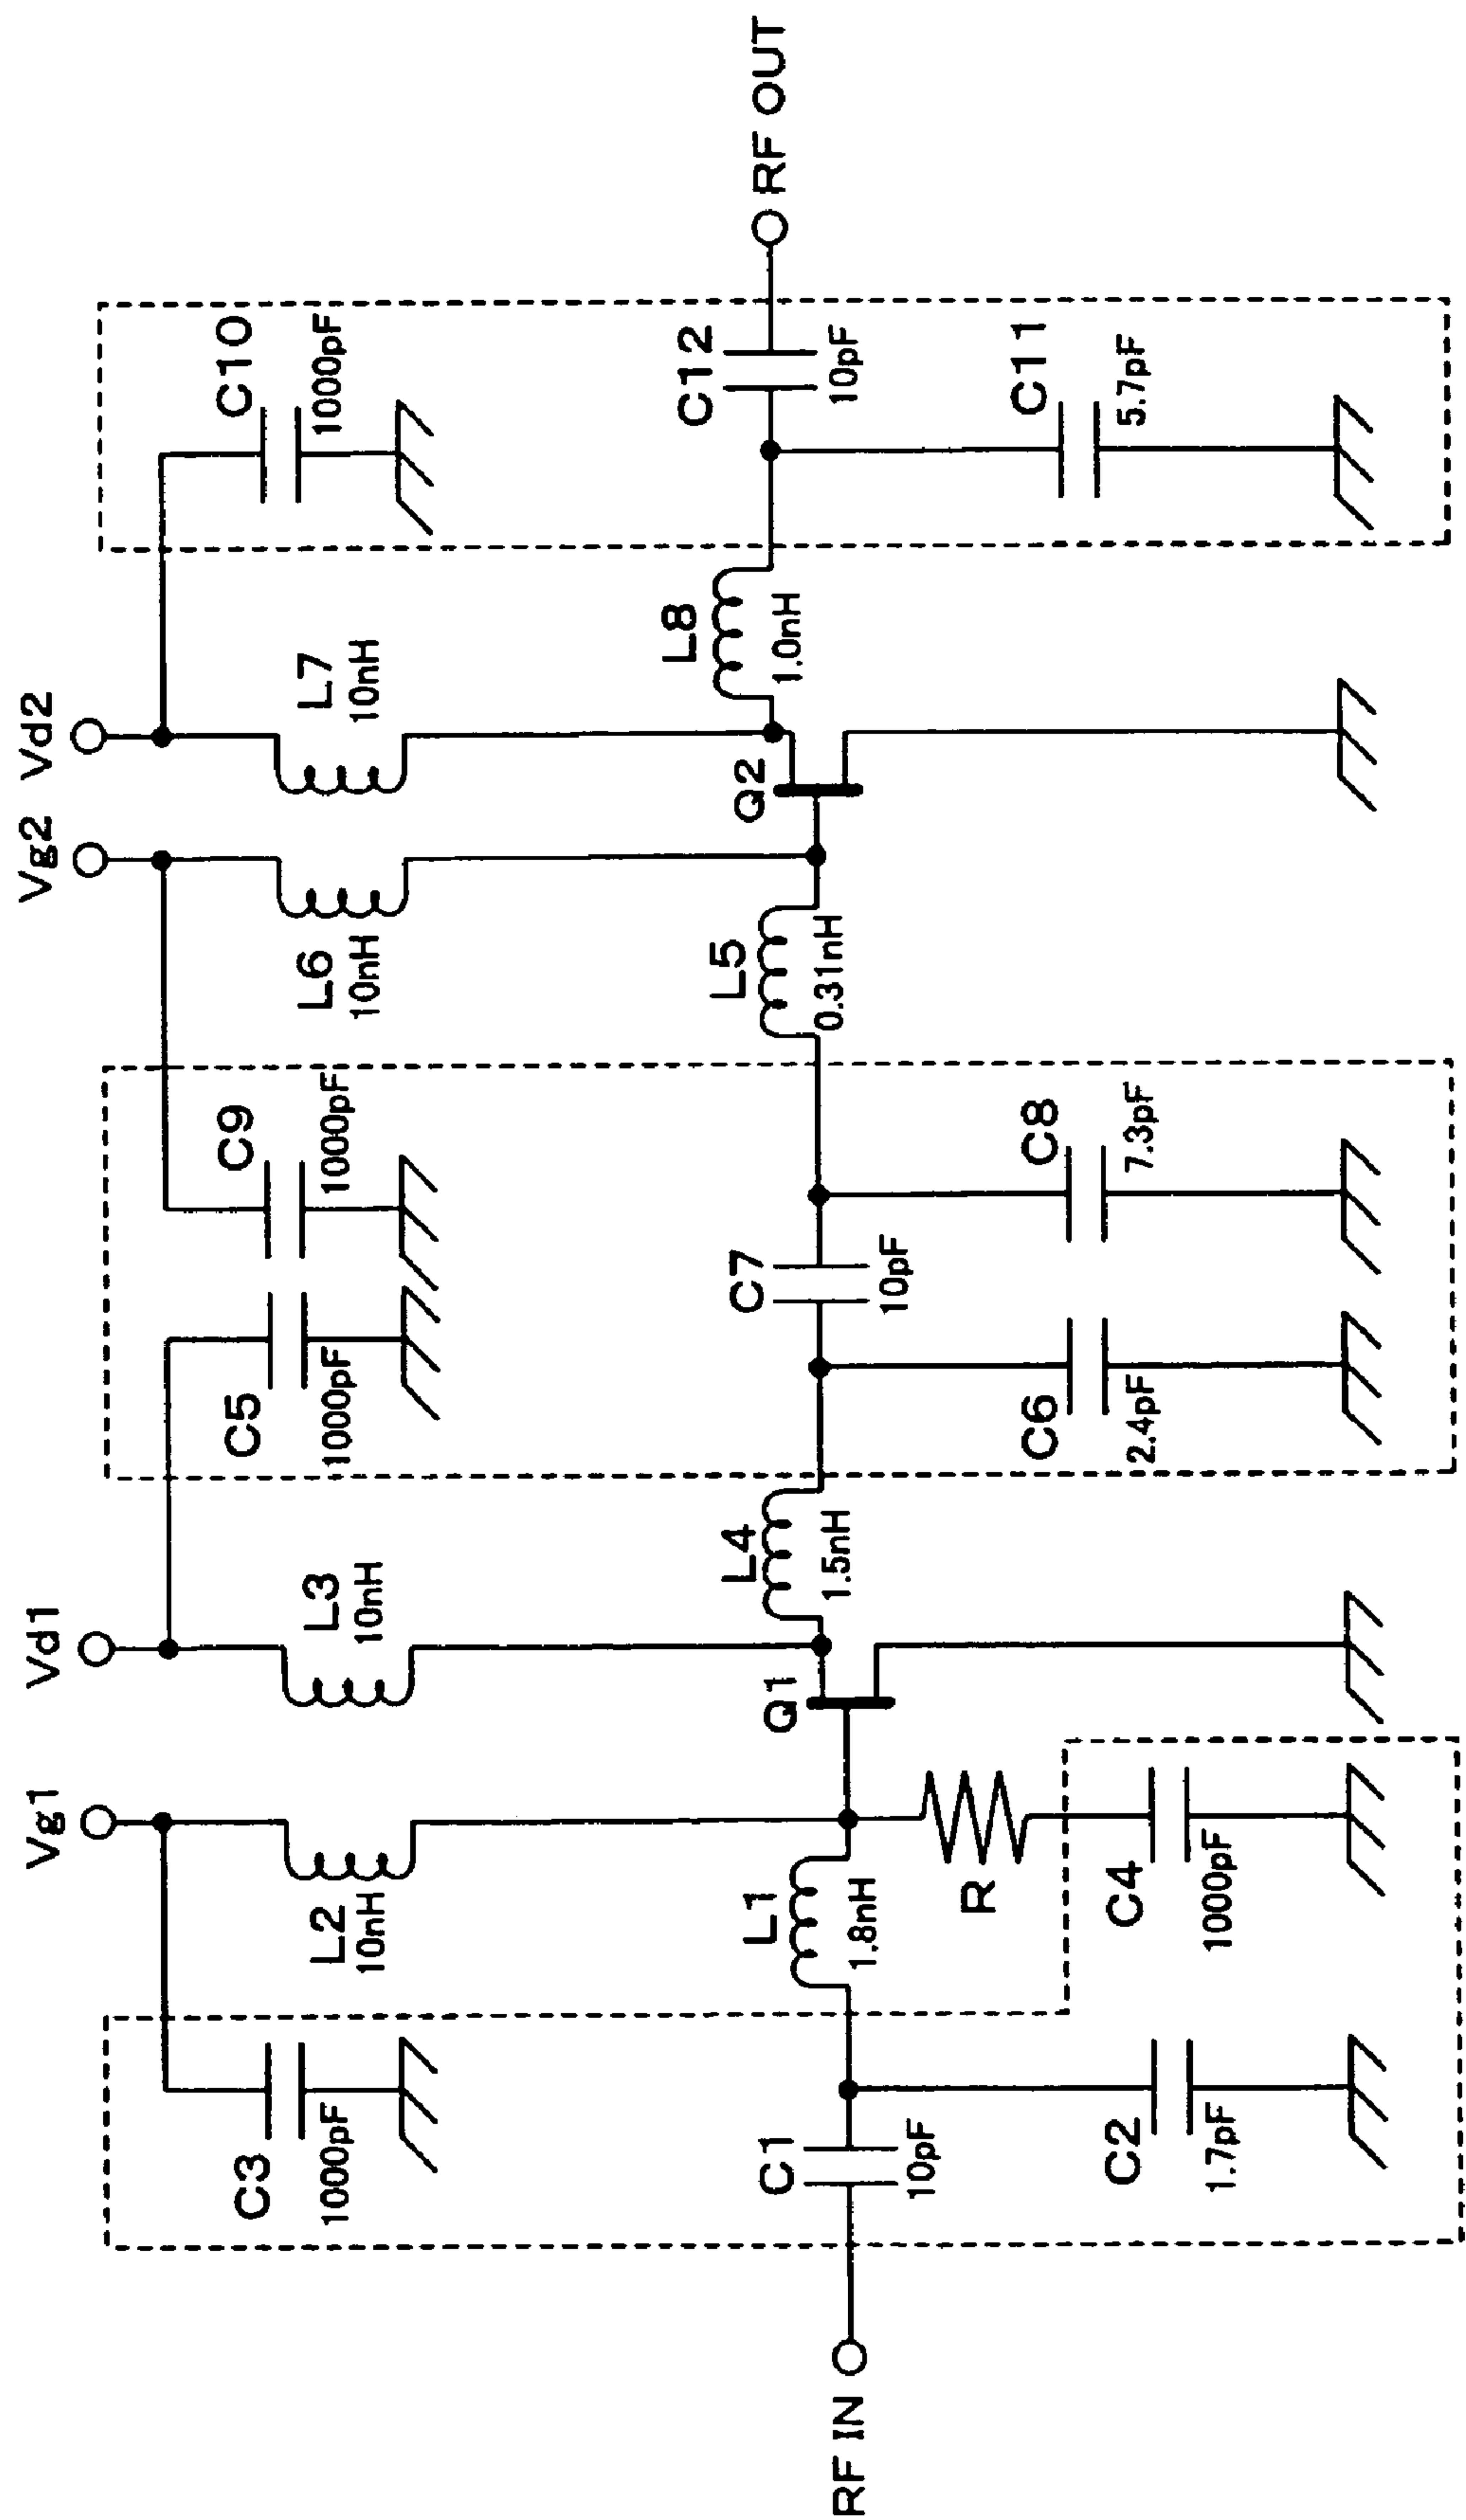 Vg1
Vd1
Vg2
Vd2
C3
1000pF
L2
10nH
L3
10nH
C5
1000pF
C9
1000pF
L6
10nH
L7
10nH
C10
1000pF
RF IN
C1
10pF
L1
1.8nH
Q1
L4
1.5nH
C7
10pF
L5
0.31nH
Q2
L8
1.0nH
C12
10pF
RF OUT
R
C2
1.7pF
C4
1000pF
C6
2.4pF
C8
7.3pF
C11
5.7pF